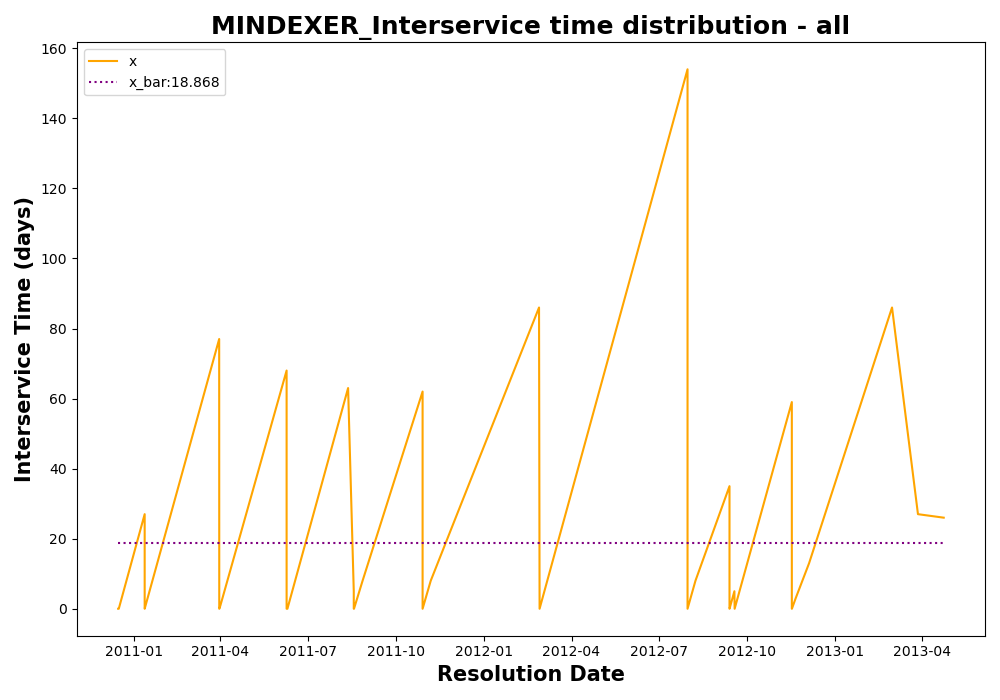 MINDEXER_Interservice time distribution - all
x
x_bar:18.868
Interservice Time (days)
160
140
120
100
80
60
40
20
0
2011-01 2011-04 2011-07 2011-10 2012-01 2012-04 2012-07 2012-10 2013-01 2013-04
Resolution Date